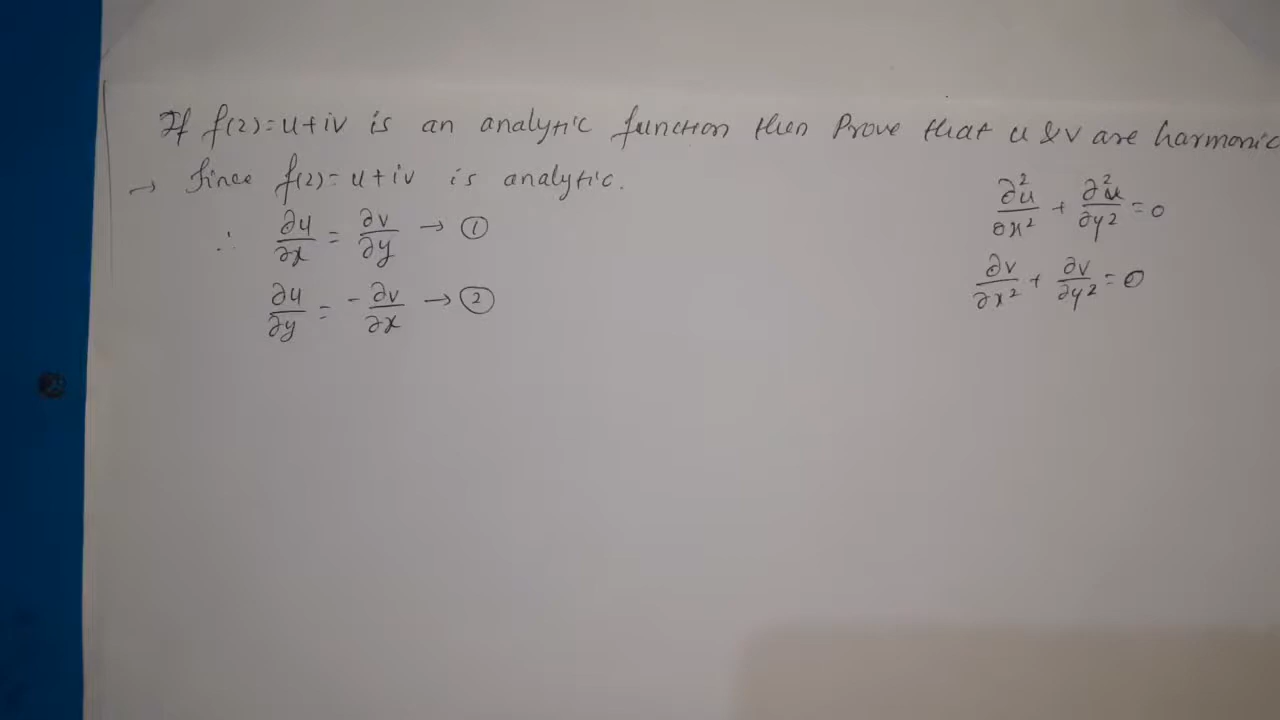 If f(z)=u+iv is an analytic function then Prove that u & v are harmonic
→ Since f(z)=u+iv is analytic.
∴ ∂u/∂x = ∂v/∂y → ①
∂u/∂y = -∂v/∂x → ②
∂²u/∂x² + ∂²u/∂y² = 0
∂v/∂x² + ∂v/∂y² = 0